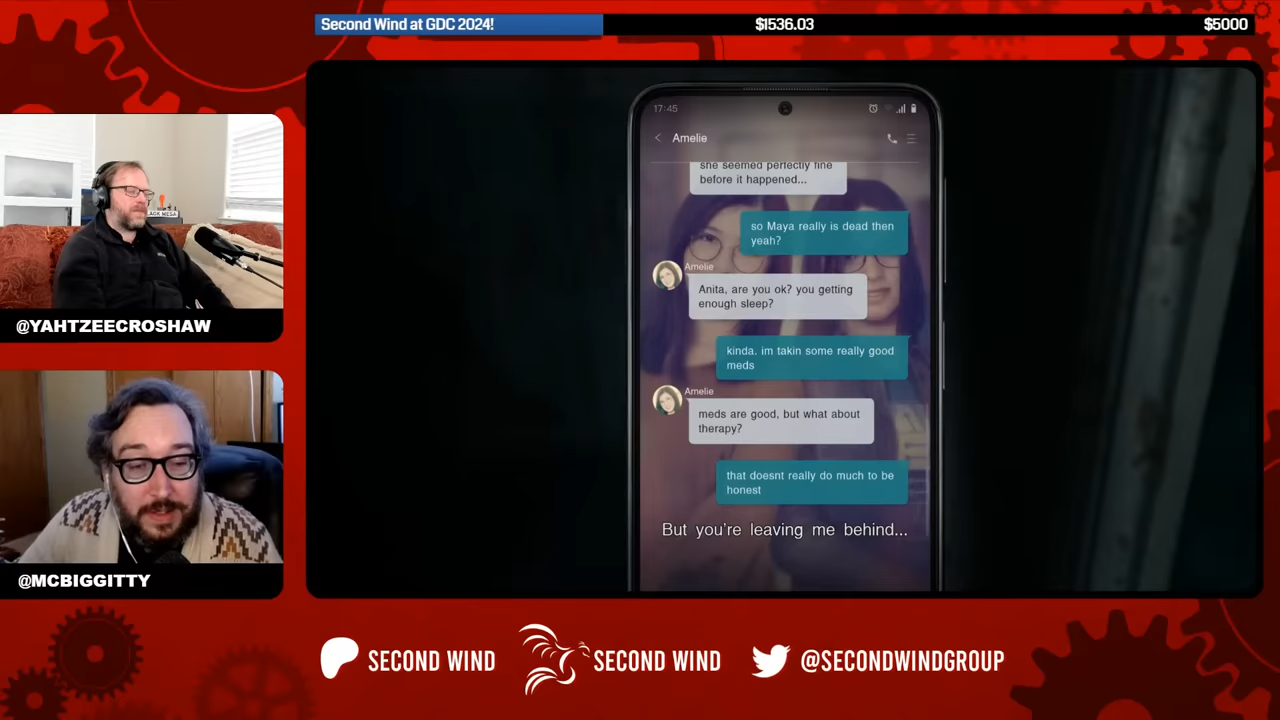 Second Wind at GDC 2024!
$1536.03
$5000
17:45
Amelie
she seemed perfectly fine
before it happened...
so Maya really is dead then
yeah?
Amelie
Anita, are you ok? you getting
enough sleep?
kinda. im takin some really good
meds
Amelie
meds are good, but what about
therapy?
that doesnt really do much to be
honest
But you're leaving me behind...
BLACK MESA
@YAHTZEECROSHAW
@MCBIGGITTY
SECOND WIND
SECOND WIND
@SECONDWINDGROUP